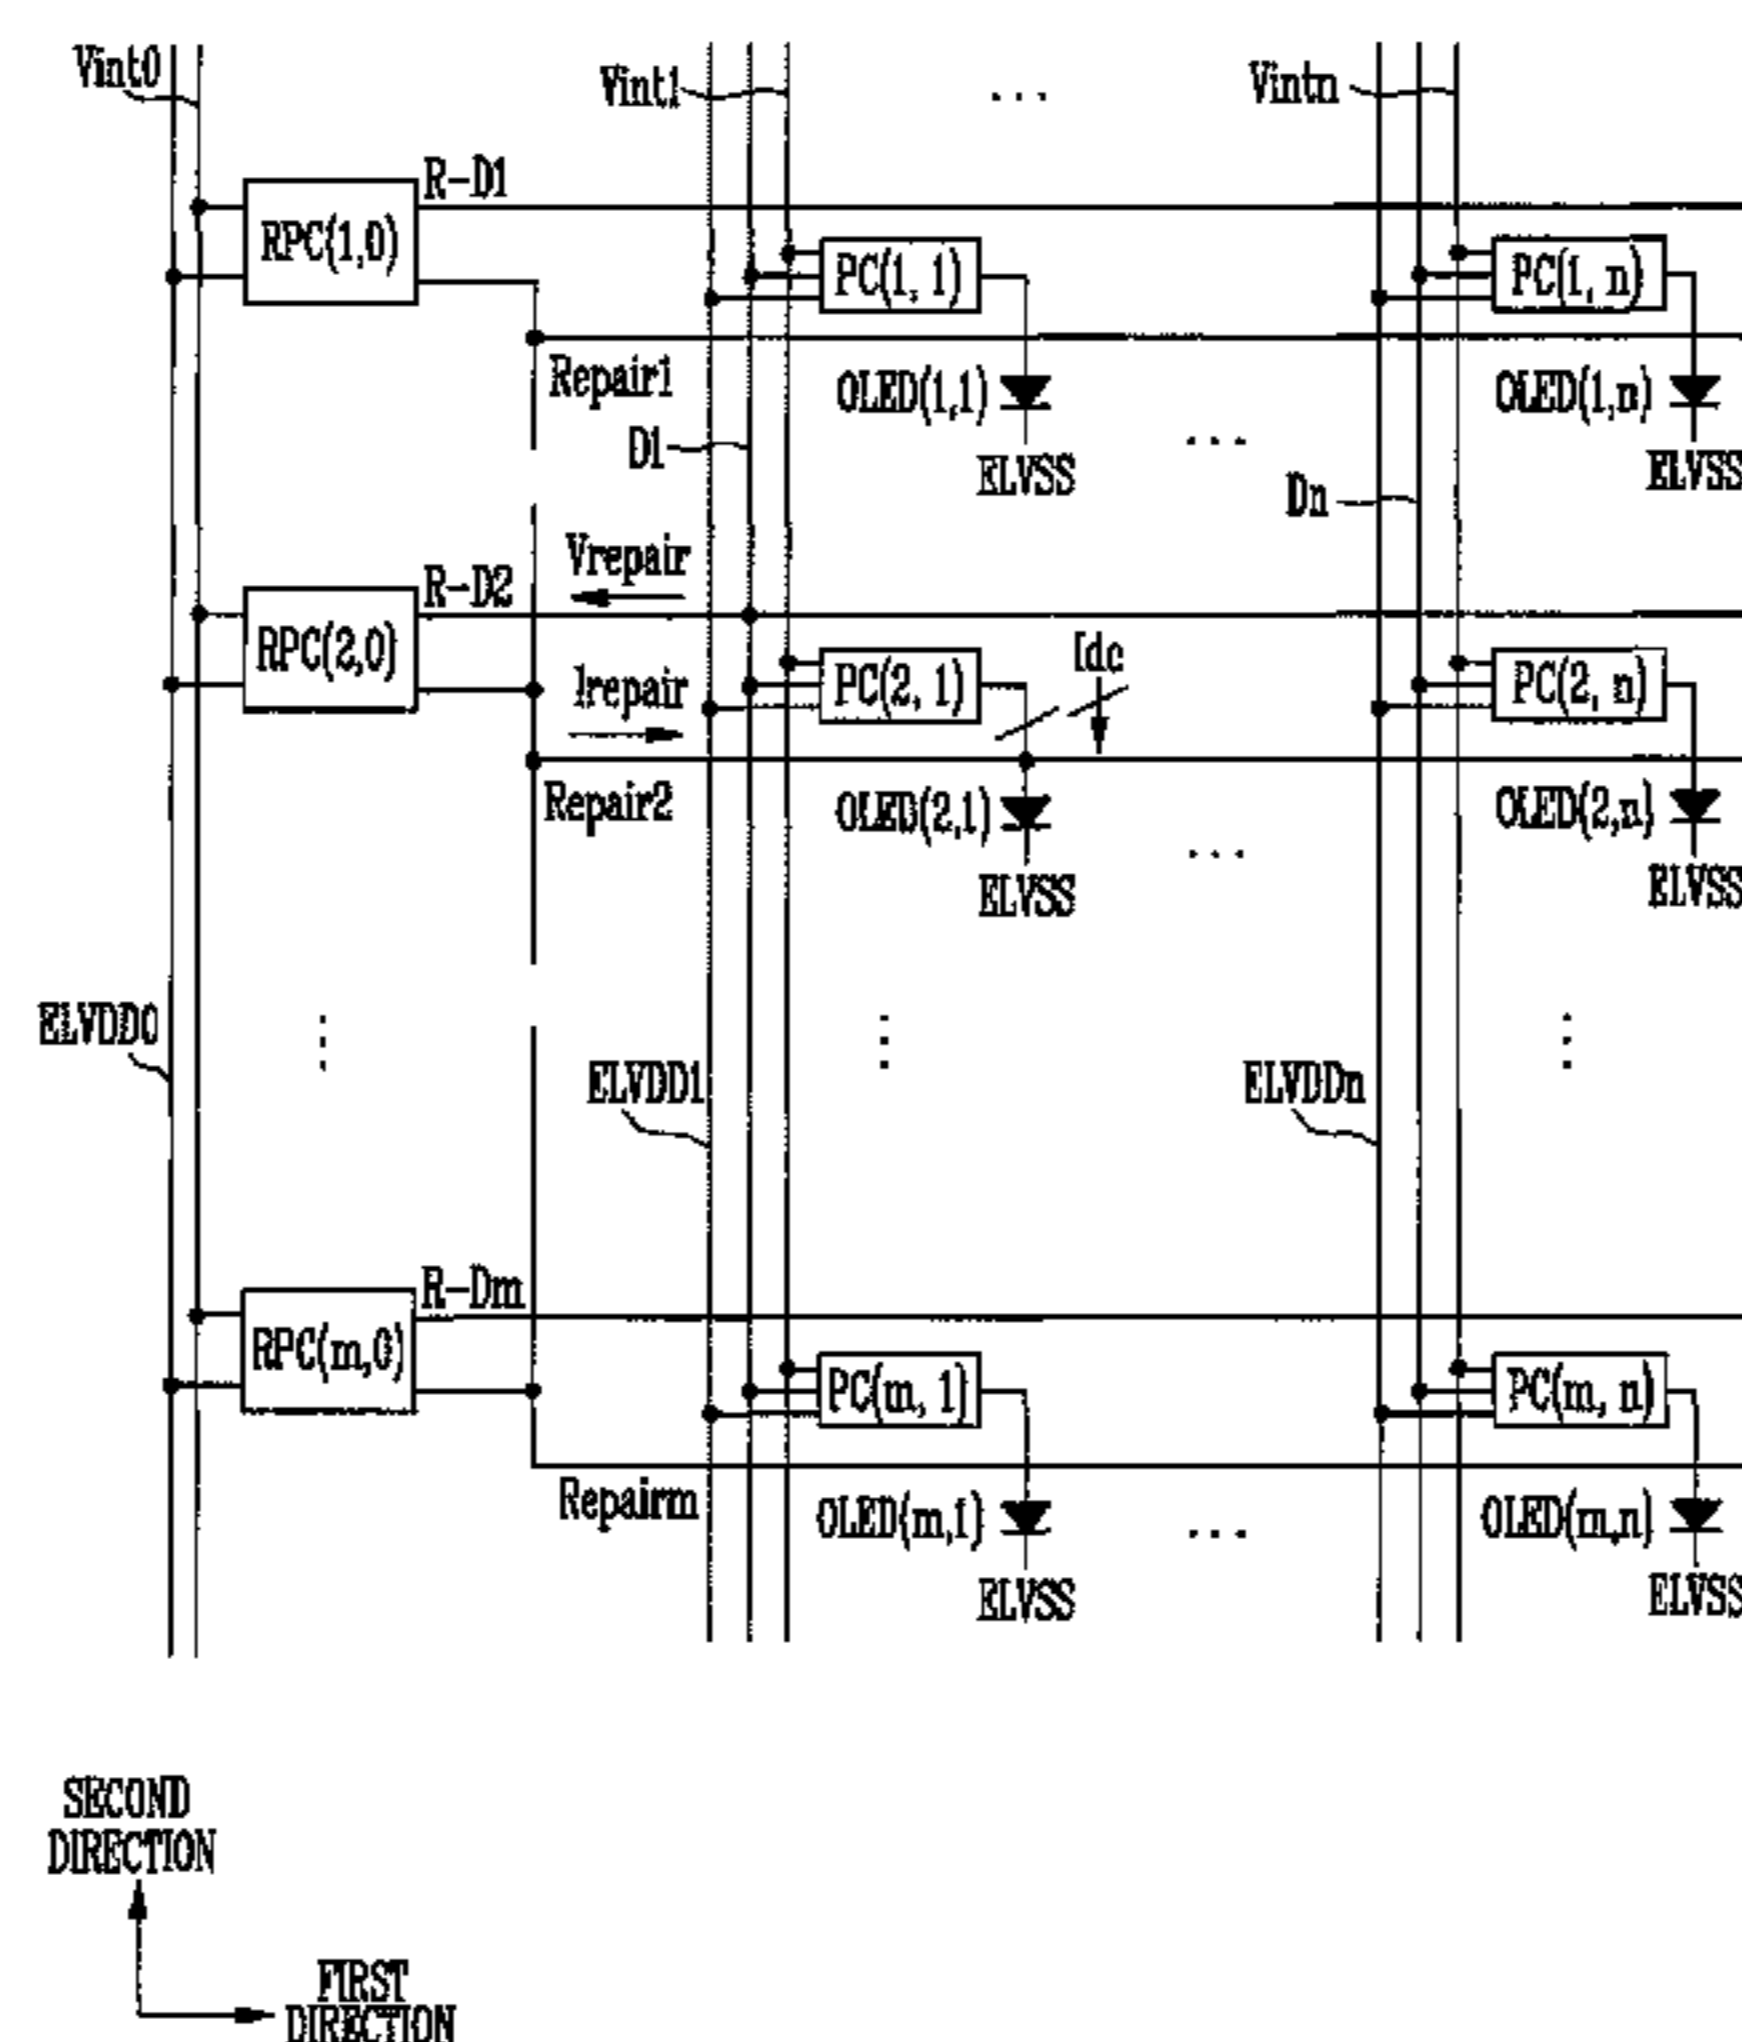 Vint0
Vint1
...
Vintn
R-D1
RPC(1,0)
PC(1, 1)
PC(1, n)
Repair1
OLED(1,1)
OLED(1,n)
D1
...
ELVSS
ELVSS
Dn
Vrepair
R-D2
RPC(2,0)
Irepair
Idc
PC(2, 1)
PC(2, n)
Repair2
OLED(2,1)
OLED(2,n)
...
ELVSS
ELVSS
ELVDD0
ELVDD1
ELVDDn
R-Dm
RPC(m,0)
PC(m, 1)
PC(m, n)
Repairm
OLED(m,1)
...
OLED(m,n)
ELVSS
ELVSS
SECOND
DIRECTION
FIRST
DIRECTION